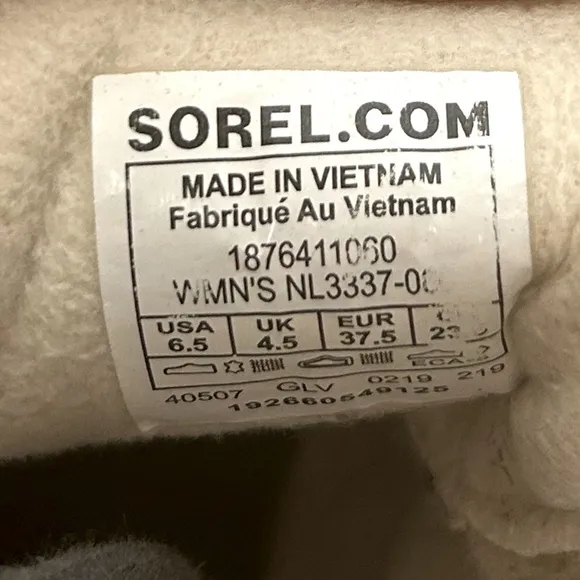 SOREL.COM
MADE IN VIETNAM
Fabriqué Au Vietnam
1876411060
WMN'S
USA UK EUR
6.5 4.5 37.5
40507 GLV 0219 219
192660549125